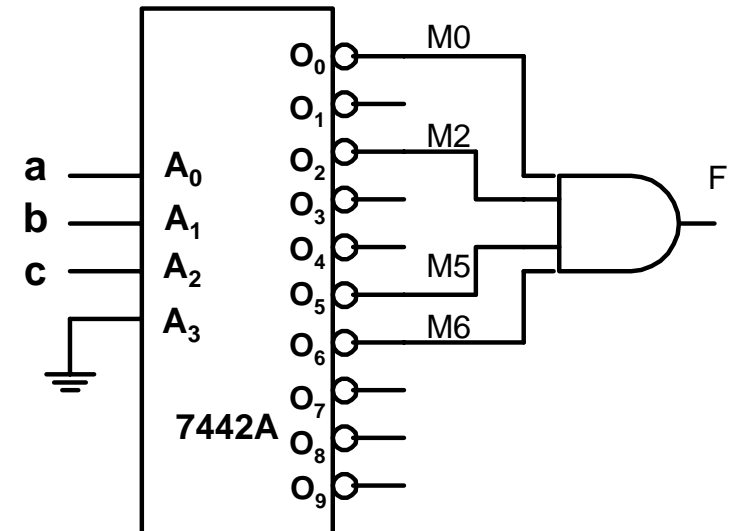 O0 M0
O1
a A0 O2 M2 F
b A1 O3
c A2 O4
O5 M5
A3 O6 M6
O7
7442A O8
O9